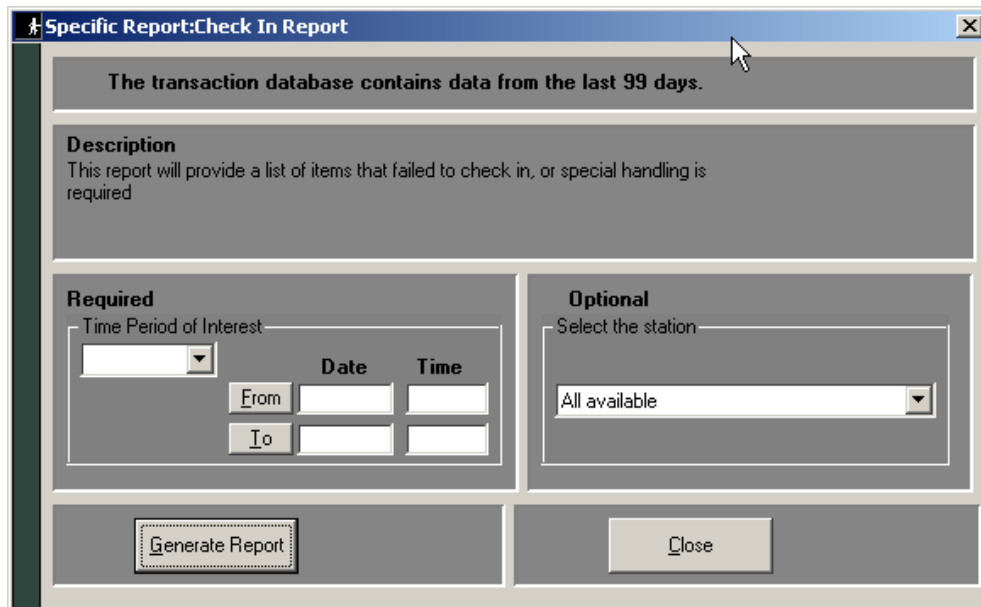 Specific Report:Check In Report
The transaction database contains data from the last 99 days.
Description
This report will provide a list of items that failed to check in, or special handling is
required
Required
Time Period of Interest
Date Time
From
To
Optional
Select the station
All available
Generate Report
Close